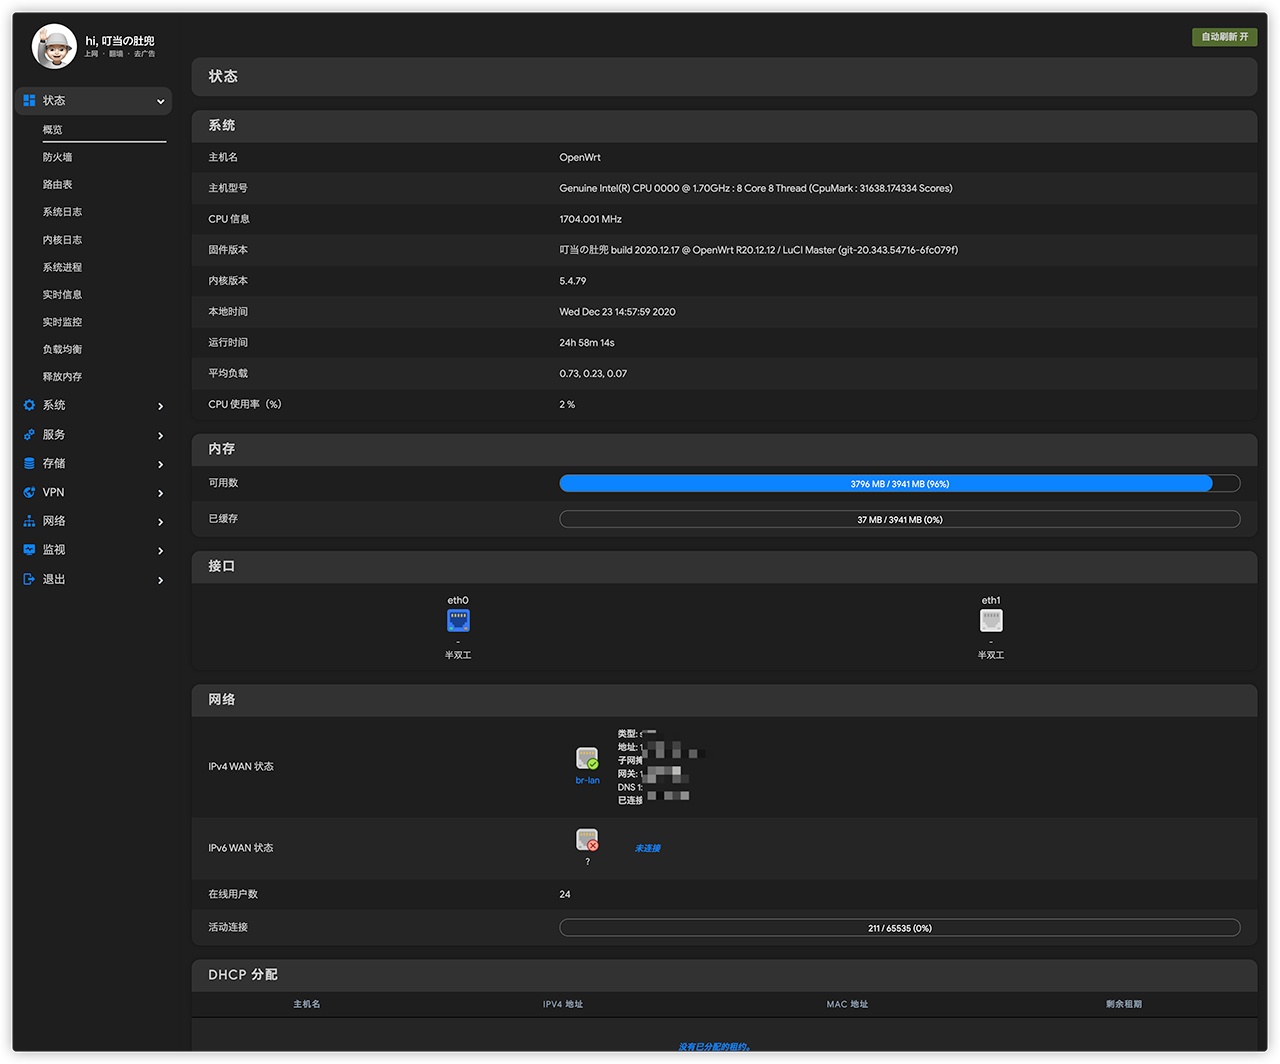 hi, 叮当の肚兜
上网 · 翻墙 · 去广告
自动刷新 开
状态
概览
防火墙
路由表
系统日志
内核日志
系统进程
实时信息
实时监控
负载均衡
释放内存
系统
服务
存储
VPN
网络
监视
退出
状态
系统
主机名 OpenWrt
主机型号 Genuine Intel(R) CPU 0000 @ 1.70GHz : 8 Core 8 Thread (CpuMark : 31638.174334 Scores)
CPU 信息 1704.001 MHz
固件版本 叮当の肚兜 build 2020.12.17 @ OpenWrt R20.12.12 / LuCI Master (git-20.343.54716-6fc079f)
内核版本 5.4.79
本地时间 Wed Dec 23 14:57:59 2020
运行时间 24h 58m 14s
平均负载 0.73, 0.23, 0.07
CPU 使用率（%） 2 %
内存
可用数 3796 MB / 3941 MB (96%)
已缓存 37 MB / 3941 MB (0%)
接口
eth0 eth1
- -
半双工 半双工
网络
IPv4 WAN 状态
br-lan
类型: s
地址: 1
子网掩
网关: 1
DNS 1:
已连接
IPv6 WAN 状态
?
未连接
在线用户数 24
活动连接 211 / 65535 (0%)
DHCP 分配
主机名 IPV4 地址 MAC 地址 剩余租期
没有已分配的租约。